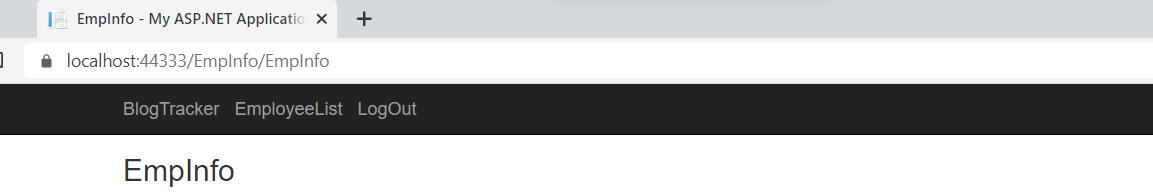 EmpInfo - My ASP.NET Applicatio
localhost:44333/EmpInfo/EmpInfo
BlogTracker EmployeeList LogOut
EmpInfo